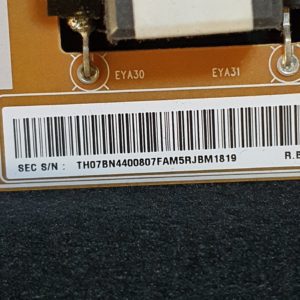 EYA30 EYA31
SEC S/N : TH07BN4400807FAM5RJBM1819 R.B